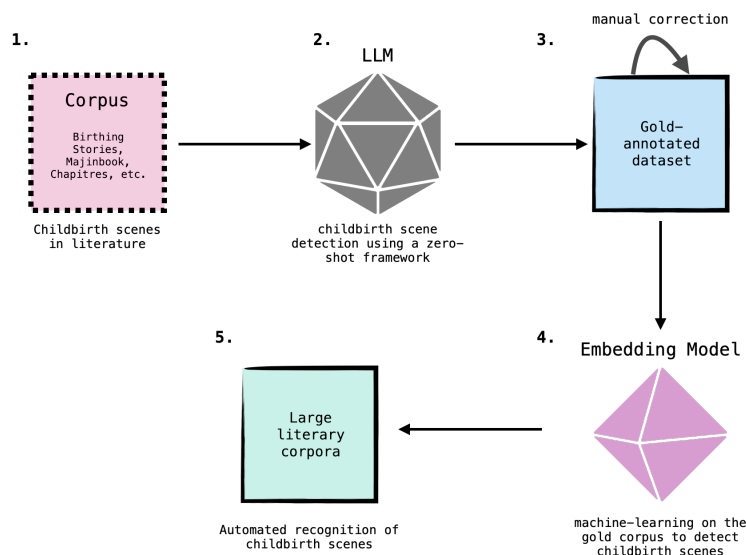 manual correction
1.
2.
3.
LLM
Corpus
Birthing
Stories,
Majinbook,
Chapitres, etc.
Gold-
annotated
dataset
Childbirth scenes
in literature
childbirth scene
detection using a zero-
shot framework
5.
4.
Embedding Model
Large
literary
corpora
Automated recognition of
childbirth scenes
machine-learning on the
gold corpus to detect
childbirth scenes